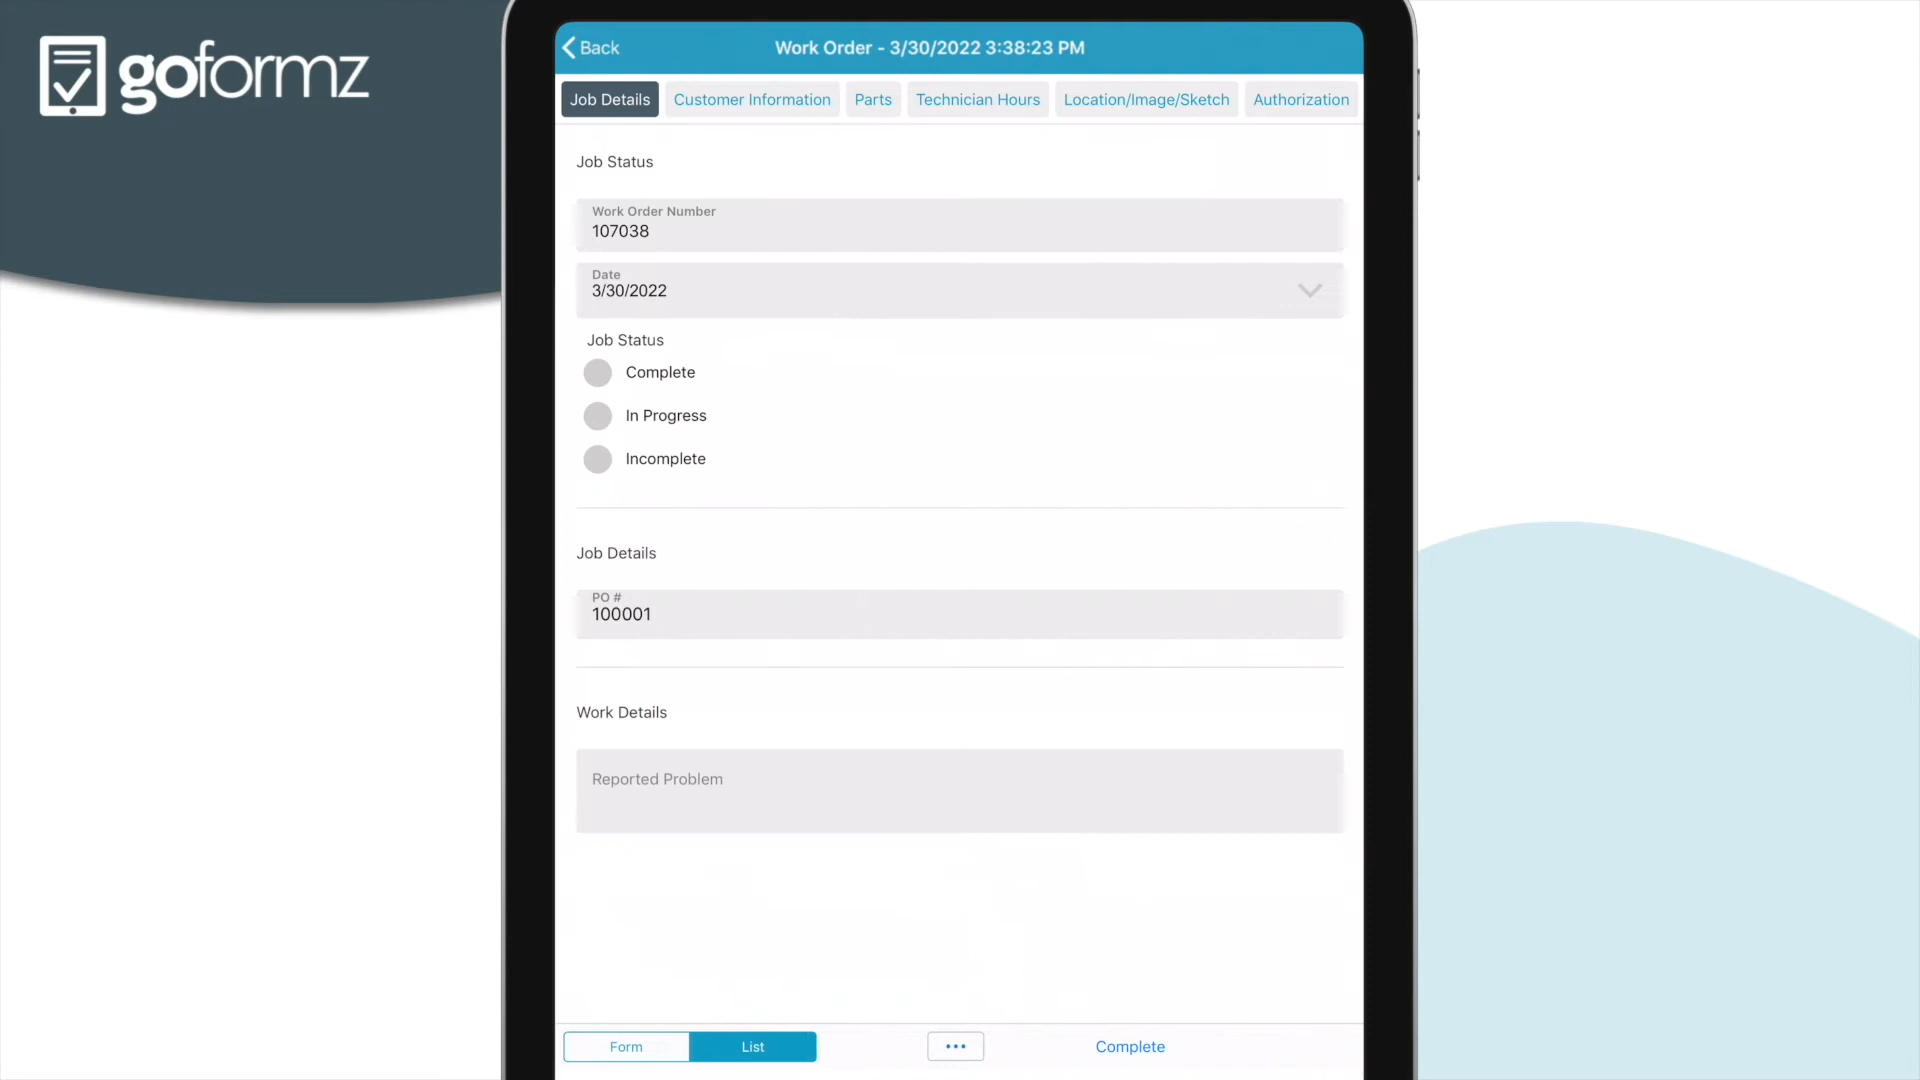 goformz
Back
Work Order - 3/30/2022 3:38:23 PM
Job Details
Customer Information
Parts
Technician Hours
Location/Image/Sketch
Authorization
Job Status
Work Order Number
107038
Date
3/30/2022
Job Status
Complete
In Progress
Incomplete
Job Details
PO #
100001
Work Details
Reported Problem
Form
List
...
Complete